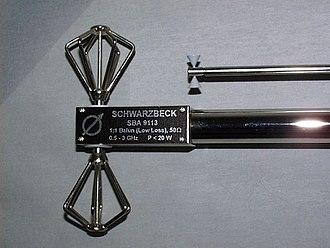 SCHWARZBECK
SBA 9113
1:1 Balun (Low Loss), 50Ω
0.5 - 3 GHz P < 20 W